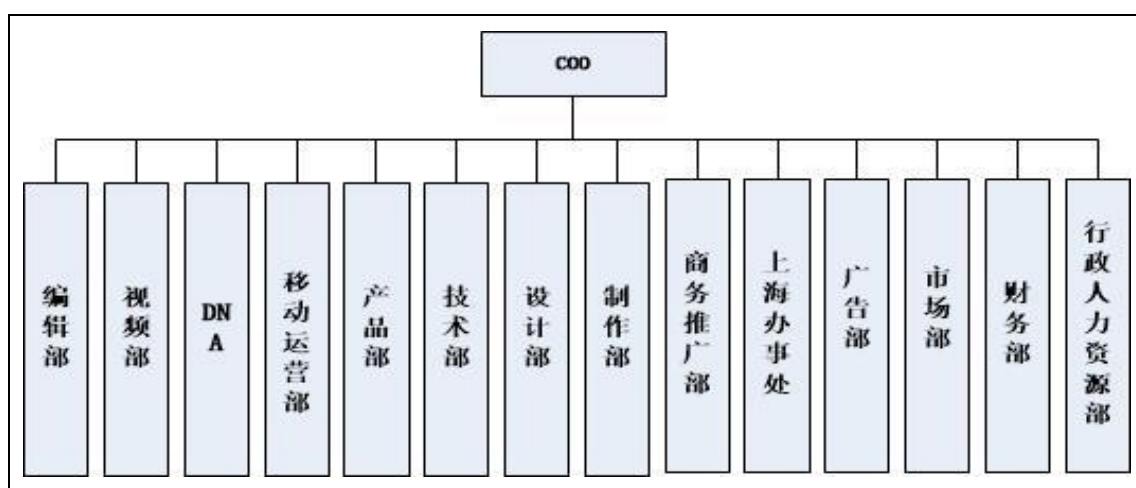 COO
编辑部
视频部
DN
A
移动运营部
产品部
技术部
设计部
制作部
商务推广部
上海办事处
广告部
市场部
财务部
行政人力资源部